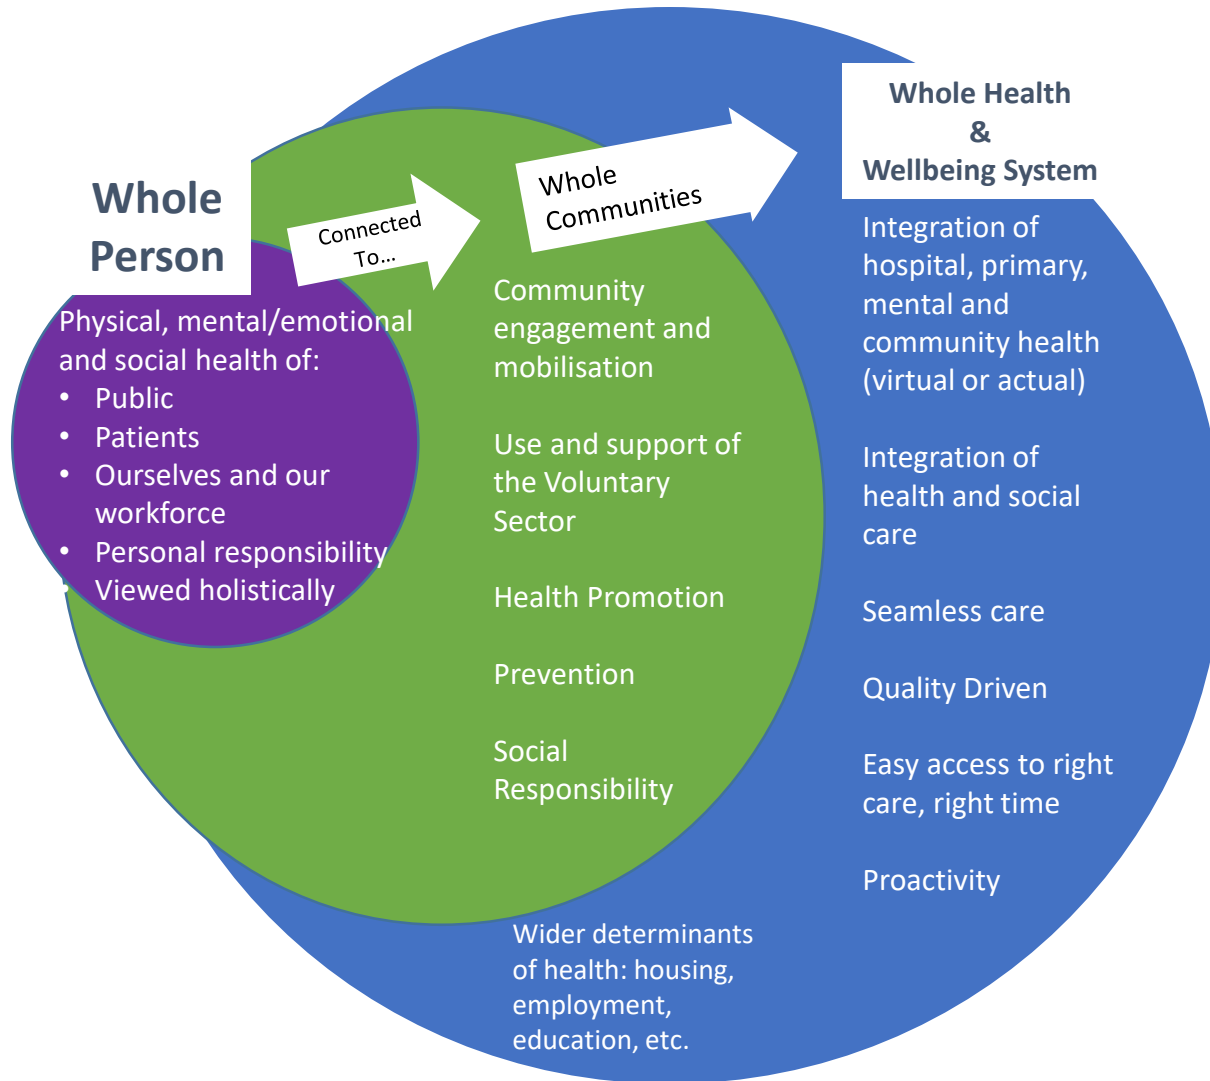 Whole
Person
Physical, mental/emotional
and social health of:
• Public
• Patients
• Ourselves and our
workforce
• Personal responsibility
• Viewed holistically
Connected
To…
Whole
Communities
Community
engagement and
mobilisation
Use and support of
the Voluntary
Sector
Health Promotion
Prevention
Social
Responsibility
Whole Health
&
Wellbeing System
Integration of
hospital, primary,
mental and
community health
(virtual or actual)
Integration of
health and social
care
Seamless care
Quality Driven
Easy access to right
care, right time
Proactivity
Wider determinants
of health: housing,
employment,
education, etc.